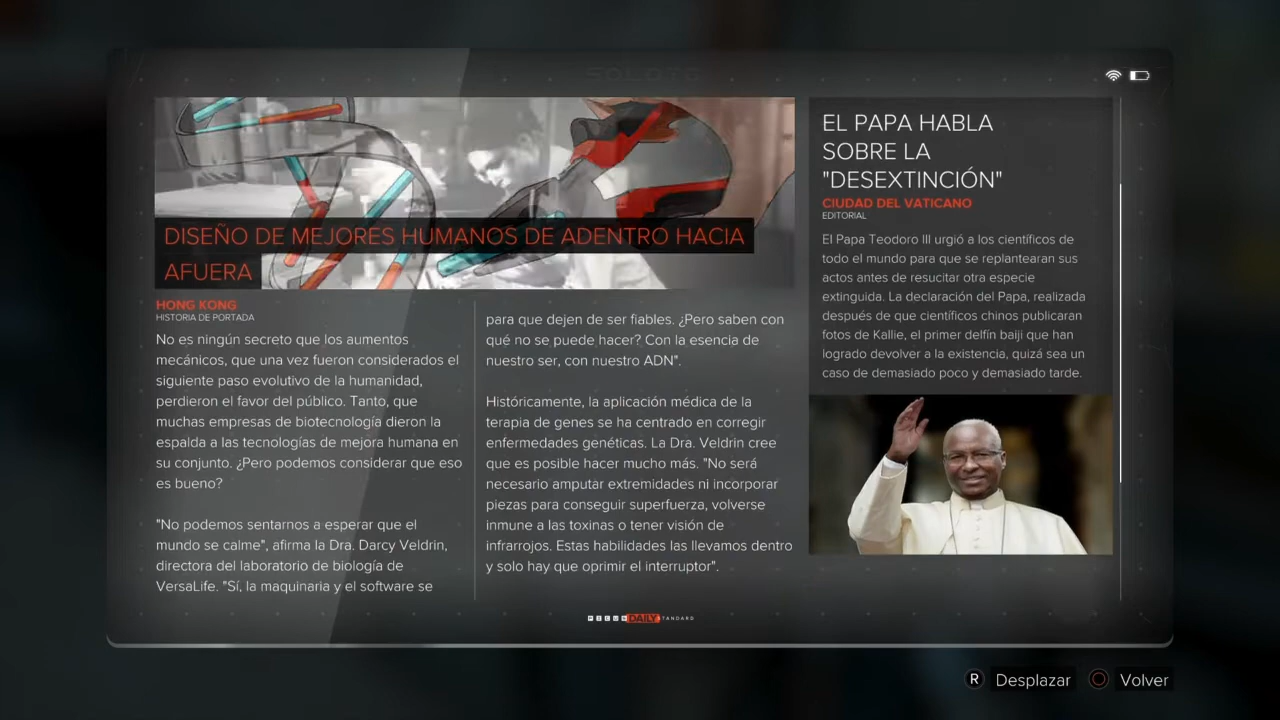 SOLOTO
DISEÑO DE MEJORES HUMANOS DE ADENTRO HACIA
AFUERA
HONG KONG
HISTORIA DE PORTADA
No es ningún secreto que los aumentos
mecánicos, que una vez fueron considerados el
siguiente paso evolutivo de la humanidad,
perdieron el favor del público. Tanto, que
muchas empresas de biotecnología dieron la
espalda a las tecnologías de mejora humana en
su conjunto. ¿Pero podemos considerar que eso
es bueno?
"No podemos sentarnos a esperar que el
mundo se calme", afirma la Dra. Darcy Veldrin,
directora del laboratorio de biología de
VersaLife. "Sí, la maquinaria y el software se
para que dejen de ser fiables. ¿Pero saben con
qué no se puede hacer? Con la esencia de
nuestro ser, con nuestro ADN".
Históricamente, la aplicación médica de la
terapia de genes se ha centrado en corregir
enfermedades genéticas. La Dra. Veldrin cree
que es posible hacer mucho más. "No será
necesario amputar extremidades ni incorporar
piezas para conseguir superfuerza, volverse
inmune a las toxinas o tener visión de
infrarrojos. Estas habilidades las llevamos dentro
y solo hay que oprimir el interruptor".
EL PAPA HABLA
SOBRE LA
"DESEXTINCIÓN"
CIUDAD DEL VATICANO
EDITORIAL
El Papa Teodoro III urgió a los científicos de
todo el mundo para que se replantearan sus
actos antes de resucitar otra especie
extinguida. La declaración del Papa, realizada
después de que científicos chinos publicaran
fotos de Kallie, el primer delfín baiji que han
logrado devolver a la existencia, quizá sea un
caso de demasiado poco y demasiado tarde.
PICUS DAILY STANDARD
R Desplazar Volver